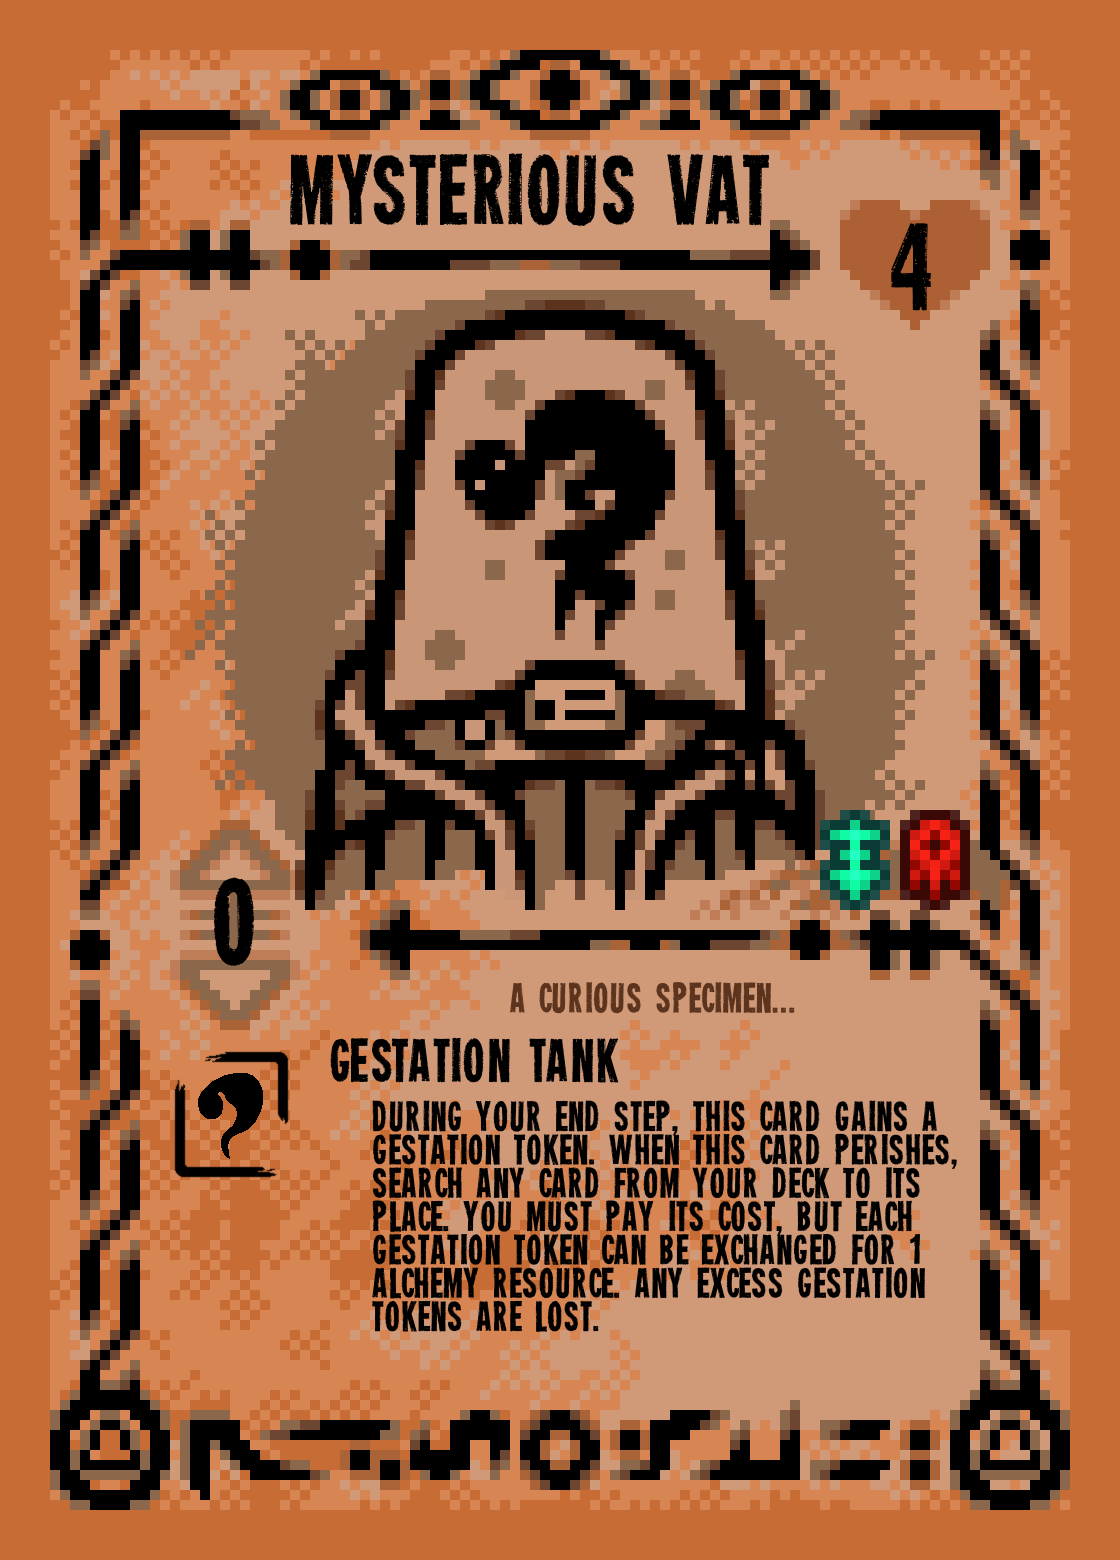 MYSTERIOUS VAT
4
0
A CURIOUS SPECIMEN...
GESTATION TANK
DURING YOUR END STEP, THIS CARD GAINS A
GESTATION TOKEN. WHEN THIS CARD PERISHES,
SEARCH ANY CARD FROM YOUR DECK TO ITS
PLACE. YOU MUST PAY ITS COST, BUT EACH
GESTATION TOKEN CAN BE EXCHANGED FOR 1
ALCHEMY RESOURCE. ANY EXCESS GESTATION
TOKENS ARE LOST.